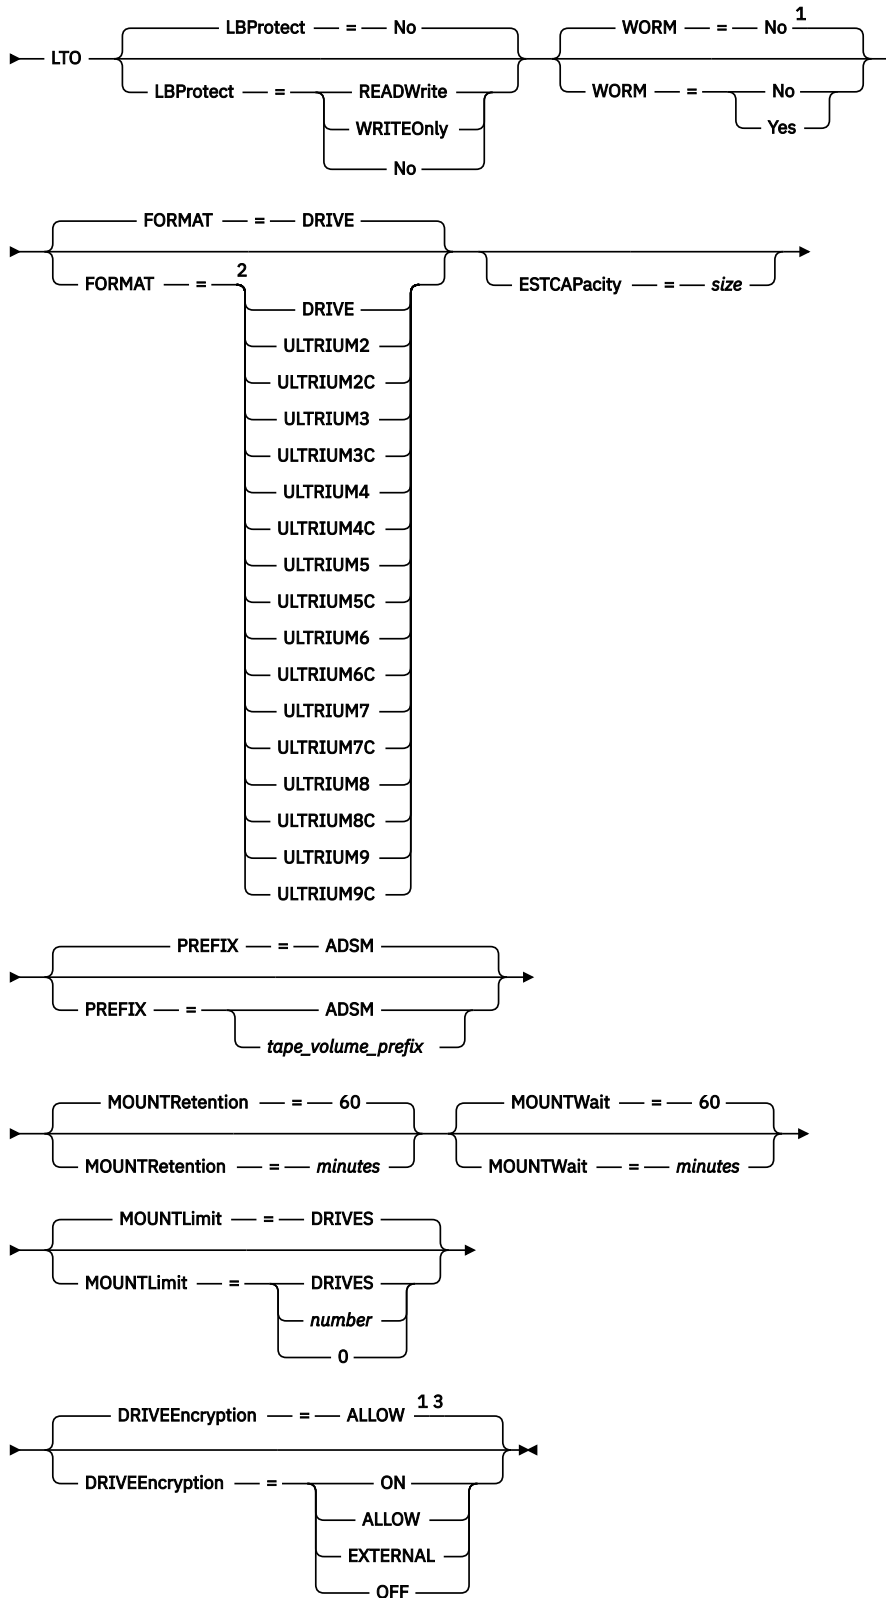 LBProtect = No WORM = No 1
LTO
LBProtect = READWrite WORM = No
WRITEOnly Yes
No
FORMAT = DRIVE
FORMAT = 2 ESTCAPacity = size
DRIVE
ULTRIUM2
ULTRIUM2C
ULTRIUM3
ULTRIUM3C
ULTRIUM4
ULTRIUM4C
ULTRIUM5
ULTRIUM5C
ULTRIUM6
ULTRIUM6C
ULTRIUM7
ULTRIUM7C
ULTRIUM8
ULTRIUM8C
ULTRIUM9
ULTRIUM9C
PREFIX = ADSM
PREFIX = ADSM
tape_volume_prefix
MOUNTRetention = 60 MOUNTWait = 60
MOUNTRetention = minutes MOUNTWait = minutes
MOUNTLimit = DRIVES
MOUNTLimit = DRIVES
number
0
DRIVEEncryption = ALLOW 1 3
DRIVEEncryption = ON
ALLOW
EXTERNAL
OFF